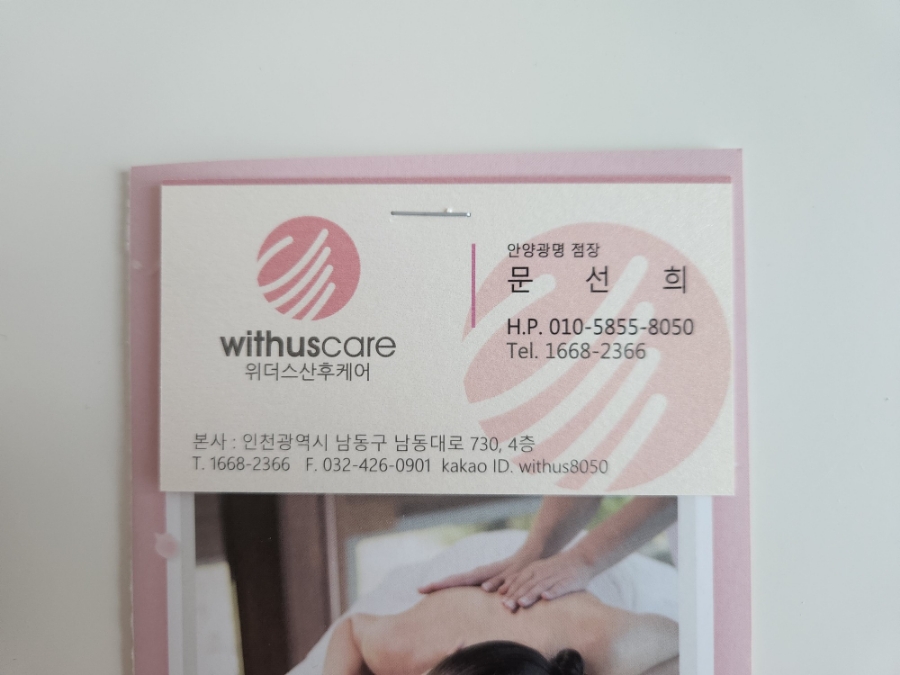 withuscare
위더스산후케어
안양광명 점장
문 선 희
H.P. 010-5855-8050
Tel. 1668-2366
본사 : 인천광역시 남동구 남동대로 730, 4층
T. 1668-2366 F. 032-426-0901 kakao ID. withus8050